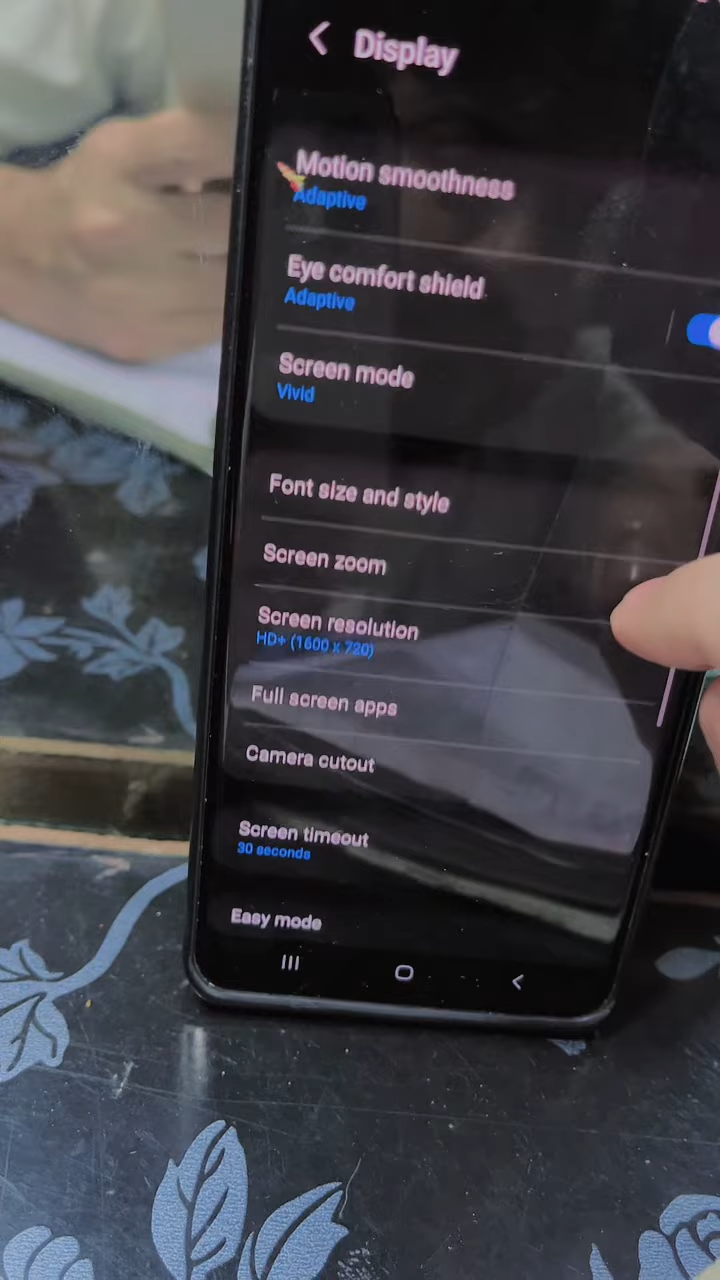 Display
Motion smoothness
Adaptive
Eye comfort shield
Adaptive
Screen mode
Vivid
Font size and style
Screen zoom
Screen resolution
HD+ (1600 x 720)
Full screen apps
Camera cutout
Screen timeout
30 seconds
Easy mode